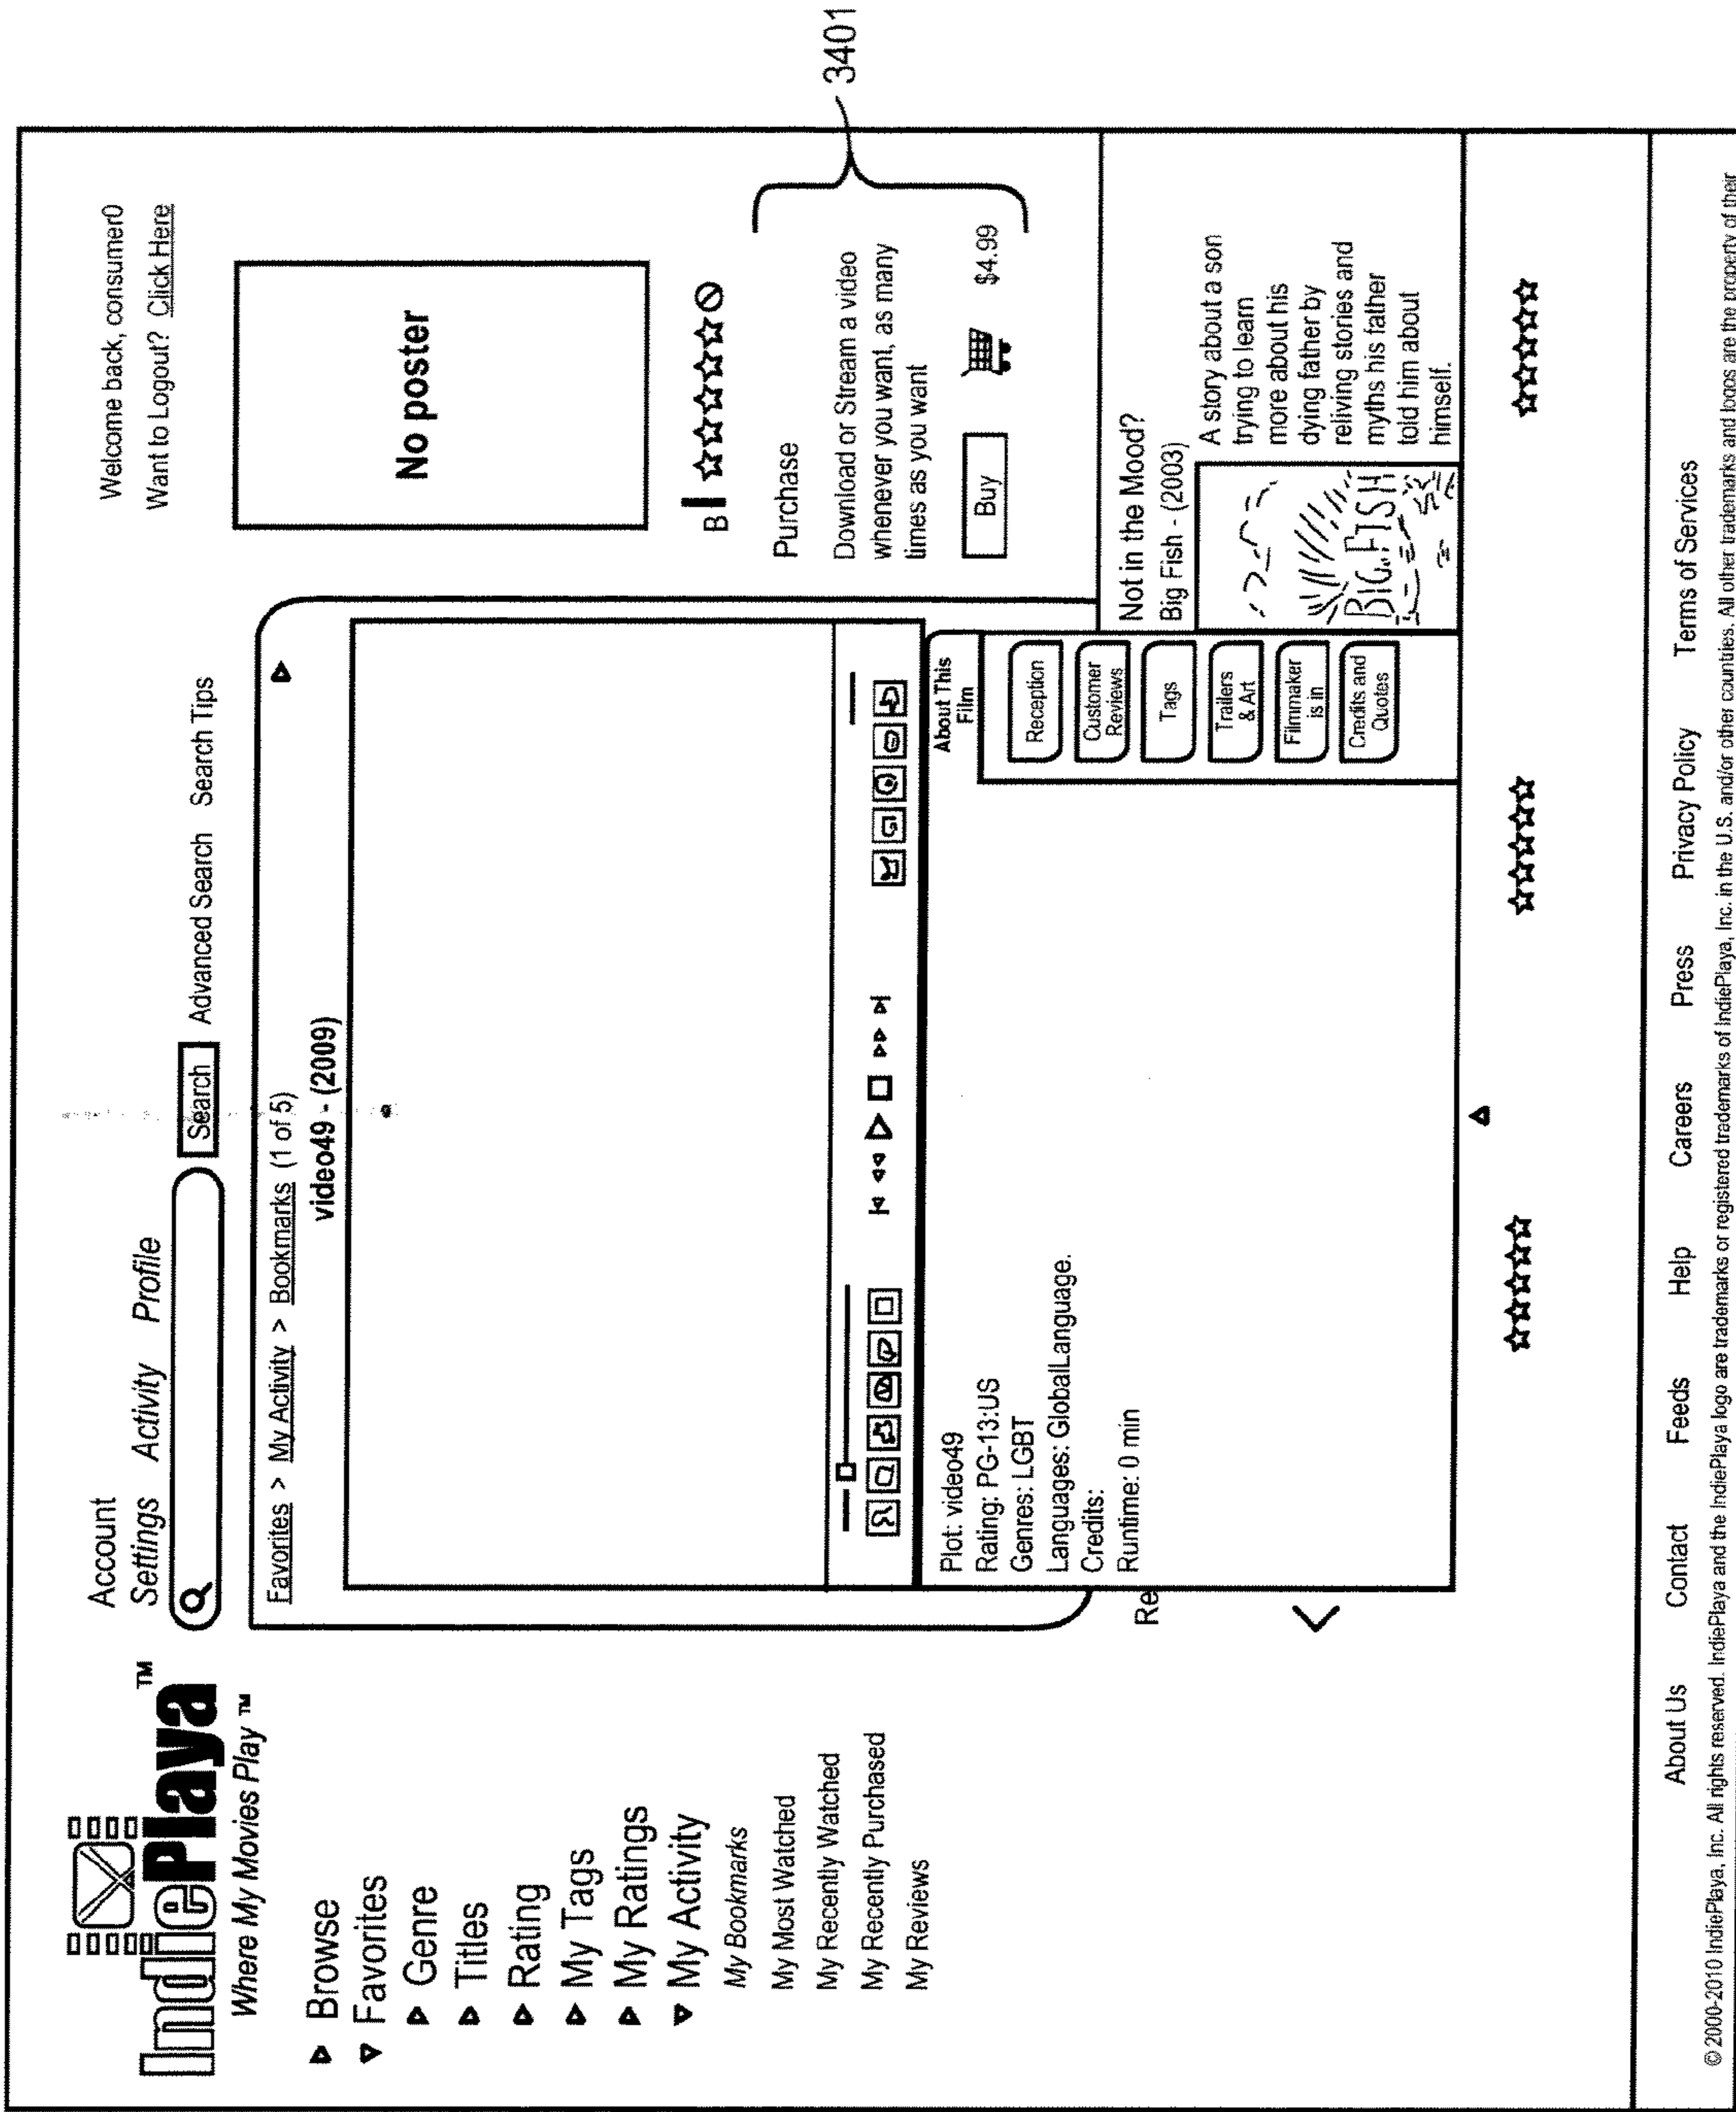 IndiePlaya™
Where My Movies Play™
Account
Settings Activity Profile
Search Advanced Search Search Tips
Welcome back, consumer0
Want to Logout? Click Here
Browse
Favorites
Genre
Titles
Rating
My Tags
My Ratings
My Activity
My Bookmarks
My Most Watched
My Recently Watched
My Recently Purchased
My Reviews
Favorites > My Activity > Bookmarks (1 of 5)
video49 - (2009)
No poster
B
Purchase
Download or Stream a video
whenever you want, as many
times as you want
Buy $4.99
3401
Plot: video49
Rating: PG-13:US
Genres: LGBT
Languages: GlobalLanguage.
Credits:
Runtime: 0 min
About This
Film
Reception
Customer
Reviews
Tags
Trailers
& Art
Filmmaker
is in
Credits and
Quotes
Re
Not in the Mood?
Big Fish - (2003)
BIG FISH
A story about a son
trying to learn
more about his
dying father by
reliving stories and
myths his father
told him about
himself.
About Us Contact Feeds Help Careers Press Privacy Policy Terms of Services
© 2000-2010 IndiePlaya, Inc. All rights reserved. IndiePlaya and the IndiePlaya logo are trademarks or registered trademarks of IndiePlaya, Inc. in the U.S. and/or other countries. All other trademarks and logos are the property of their